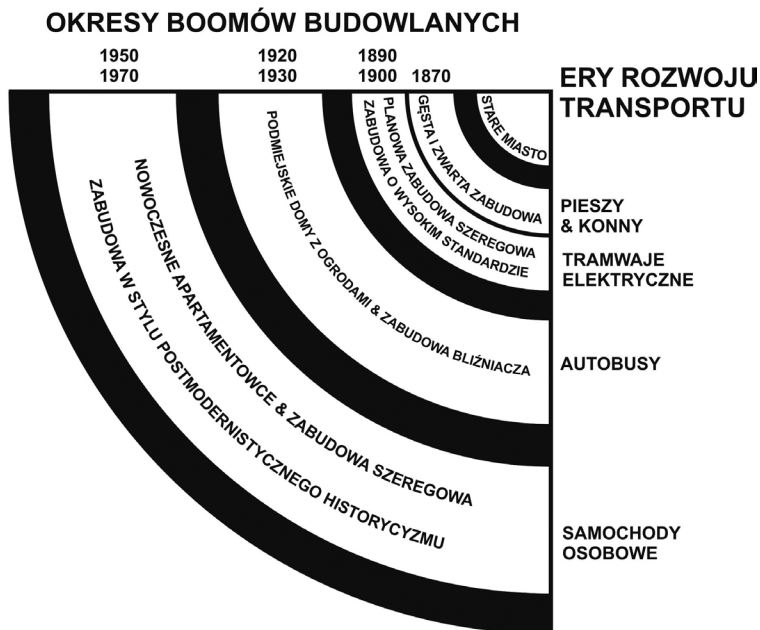 OKRESY BOOMÓW BUDOWLANYCH
1950
1970
1920
1930
1890
1900
1870
ERY ROZWOJU
TRANSPORTU
STARE MIASTO
GĘSTA I ZWARTA ZABUDOWA
PLANOWA ZABUDOWA SZEREGOWA
ZABUDOWA O WYSOKIM STANDARDZIE
PODMIEJSKIE DOMY Z OGRODAMI & ZABUDOWA BLIŹNIACZA
NOWOCZESNE APARTAMENTOWCE & ZABUDOWA SZEREGOWA
ZABUDOWA W STYLU POSTMODERNISTYCZNEGO HISTORYCYZMU
PIESZY
& KONNY
TRAMWAJE
ELEKTRYCZNE
AUTOBUSY
SAMOCHODY
OSOBOWE